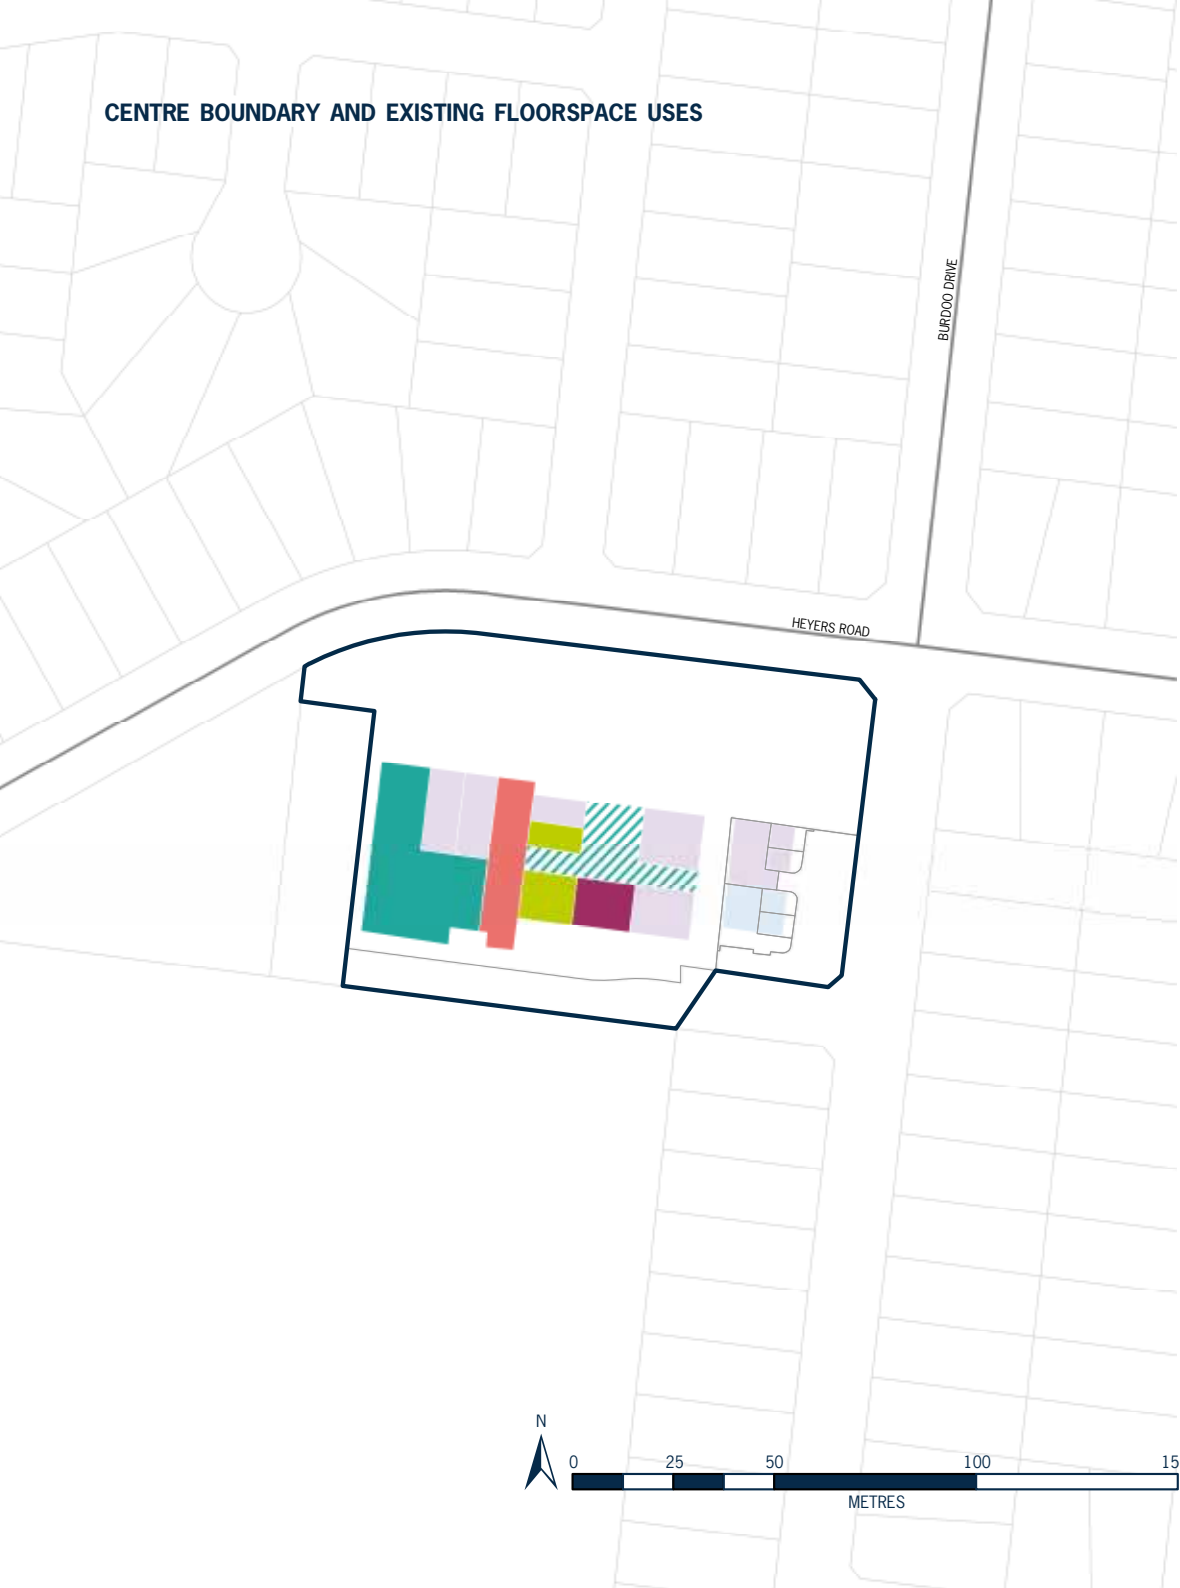 CENTRE BOUNDARY AND EXISTING FLOORSPACE USES
BURDOO DRIVE
HEYERS ROAD
N
0 25 50 100 15
METRES